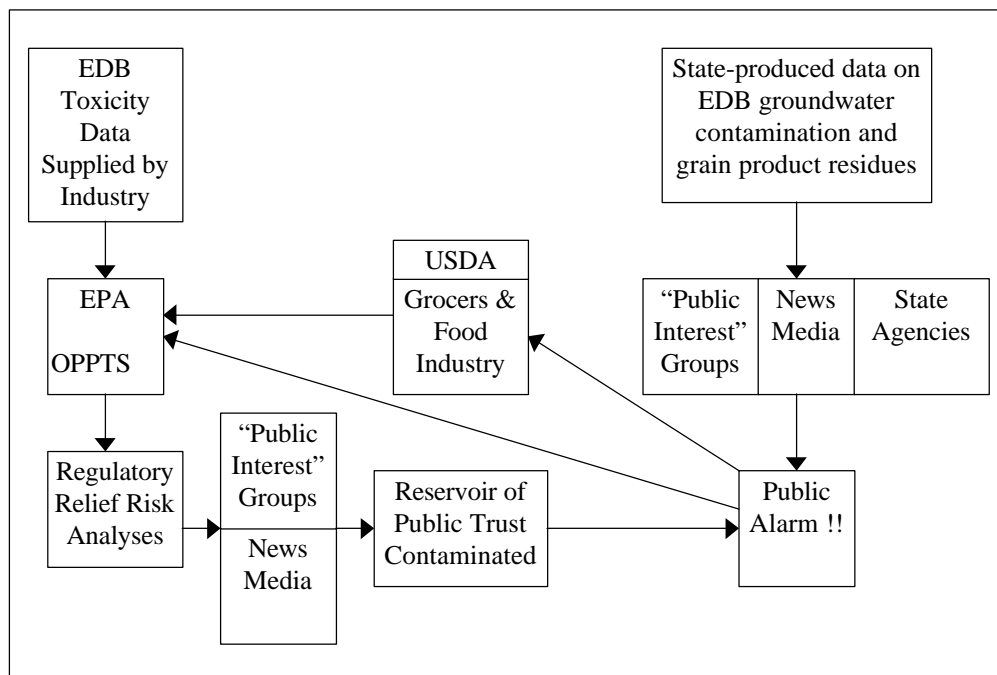 EDB
Toxicity
Data
Supplied by
Industry
State-produced data on
EDB groundwater
contamination and
grain product residues
EPA
OPPTS
USDA
Grocers &
Food
Industry
“Public
Interest”
Groups
News
Media
State
Agencies
Regulatory
Relief Risk
Analyses
“Public
Interest”
Groups
News
Media
Reservoir of
Public Trust
Contaminated
Public
Alarm !!